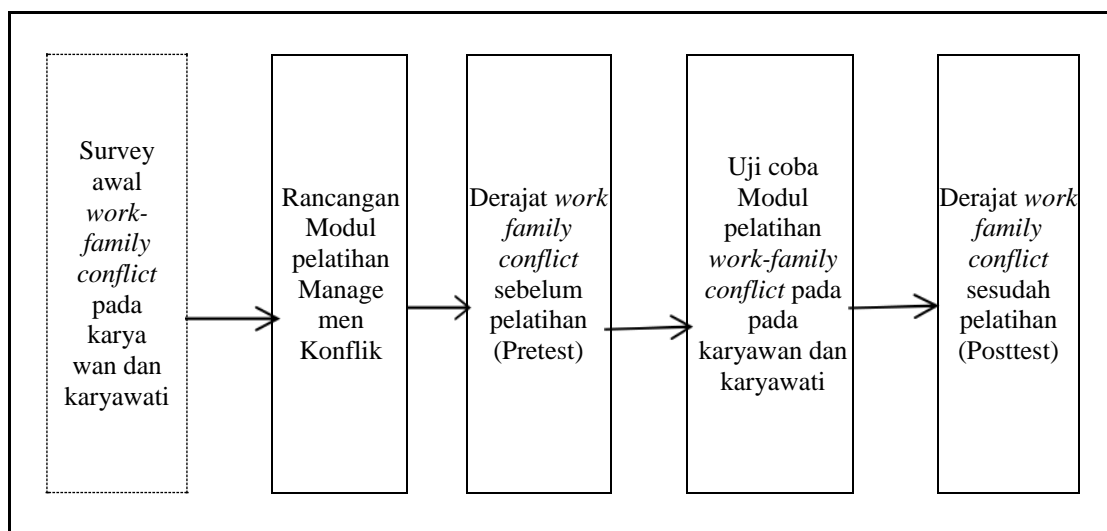 Survey
awal
work-
family
conflict
pada
karya
wan dan
karyawati
Rancangan
Modul
pelatihan
Manage
men
Konflik
Derajat work
family
conflict
sebelum
pelatihan
(Pretest)
Uji coba
Modul
pelatihan
work-family
conflict pada
pada
karyawan dan
karyawati
Derajat work
family
conflict
sesudah
pelatihan
(Posttest)